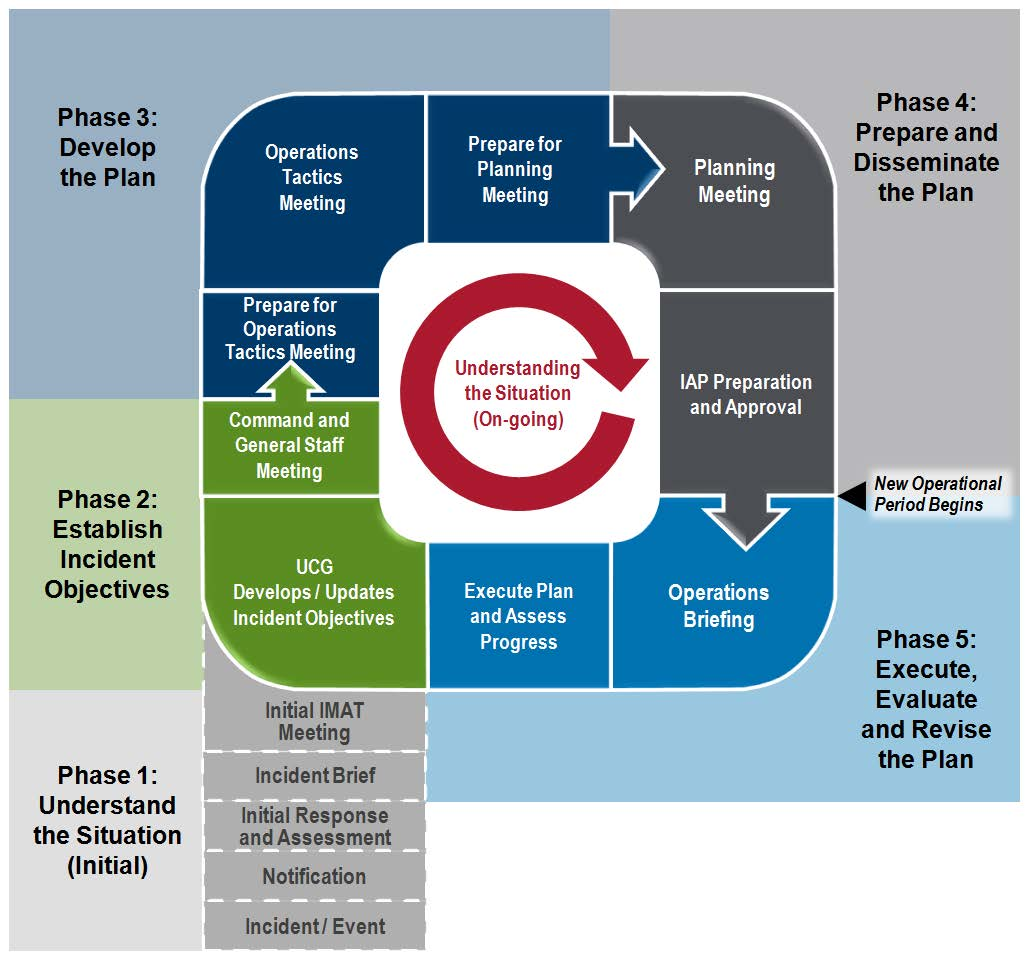 Phase 3:
Develop
the Plan
Operations
Tactics
Meeting
Prepare for
Planning
Meeting
Planning
Meeting
Phase 4:
Prepare and
Disseminate
the Plan
Prepare for
Operations
Tactics Meeting
Understanding
the Situation
(On-going)
IAP Preparation
and Approval
Command and
General Staff
Meeting
New Operational
Period Begins
Phase 2:
Establish
Incident
Objectives
UCG
Develops / Updates
Incident Objectives
Execute Plan
and Assess
Progress
Operations
Briefing
Phase 5:
Execute,
Evaluate
and Revise
the Plan
Phase 1:
Understand
the Situation
(Initial)
Initial IMAT
Meeting
Incident Brief
Initial Response
and Assessment
Notification
Incident / Event